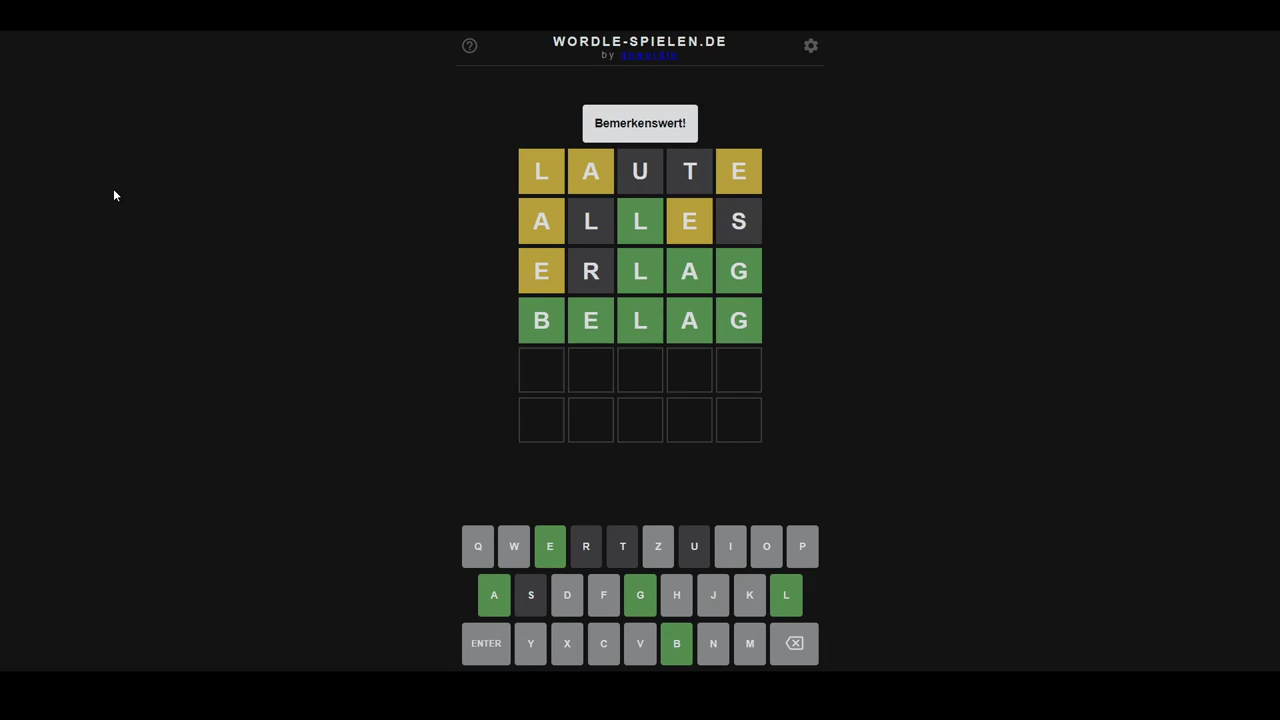 WORDLE-SPIELEN.DE
by
Bemerkenswert!
L A U T E
A L L E S
E R L A G
B E L A G
Q W E R T Z U I O P
A S D F G H J K L
ENTER Y X C V B N M